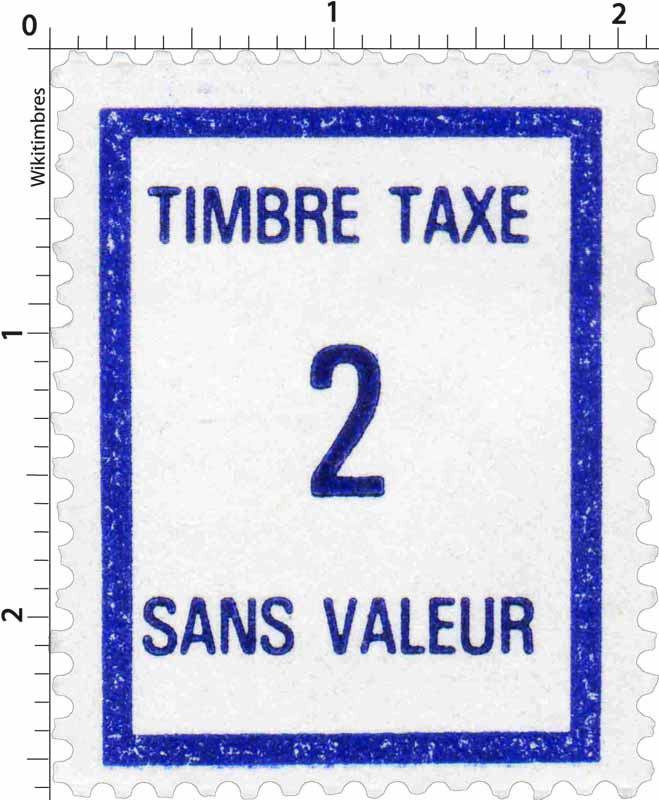 0 1 2
Wikitimbres
TIMBRE TAXE
1
2
SANS VALEUR
2